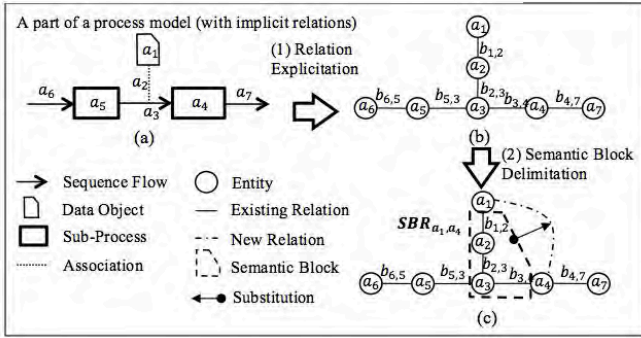 A part of a process model (with implicit relations)
a₁
a₂
a₆
a₅
a₃
a₄
a₇
(a)
(1) Relation
Explicitation
a₁
b₁,₂
a₂
b₂,₃
a₆ b₆,₅ a₅ b₅,₃ a₃ b₃,₄ a₄ b₄,₇ a₇
(b)
(2) Semantic Block
Delimitation
Sequence Flow
Data Object
Sub-Process
Association
Entity
Existing Relation
New Relation
Semantic Block
Substitution
SBR a₁,a₄
a₁
b₁,₂
a₂
b₂,₃
a₆ b₆,₅ a₅ b₅,₃ a₃ b₃, a₄ b₄,₇ a₇
(c)